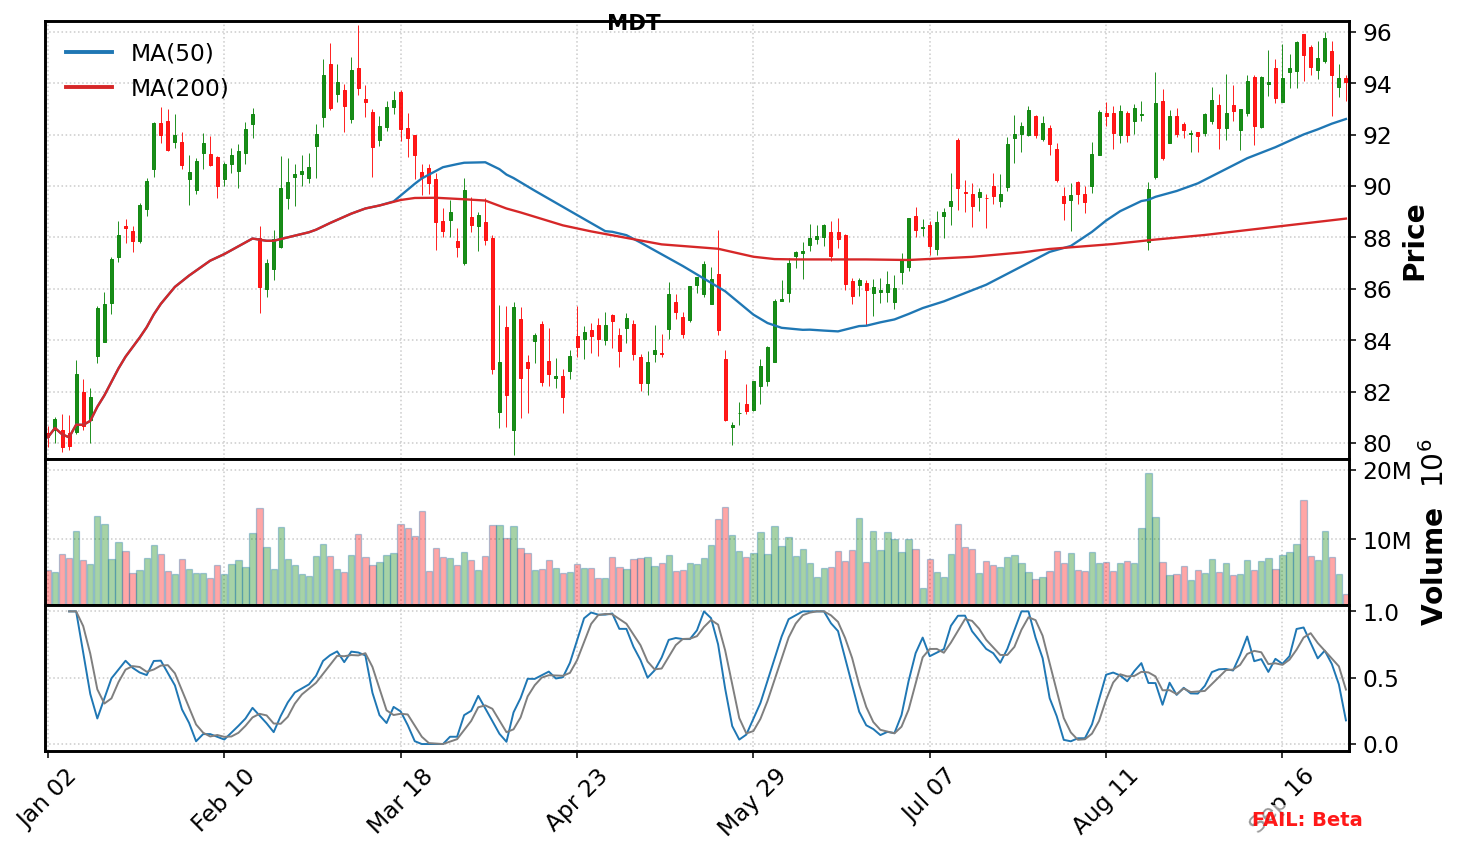 MDT
MA(50)
MA(200)
96
94
92
90
88
86
84
82
80
Price
20M
10M
Volume 10^6
1.0
0.5
0.0
Jan 02
Feb 10
Mar 18
Apr 23
May 29
Jul 07
Aug 11
Sep 16
FAIL: Beta